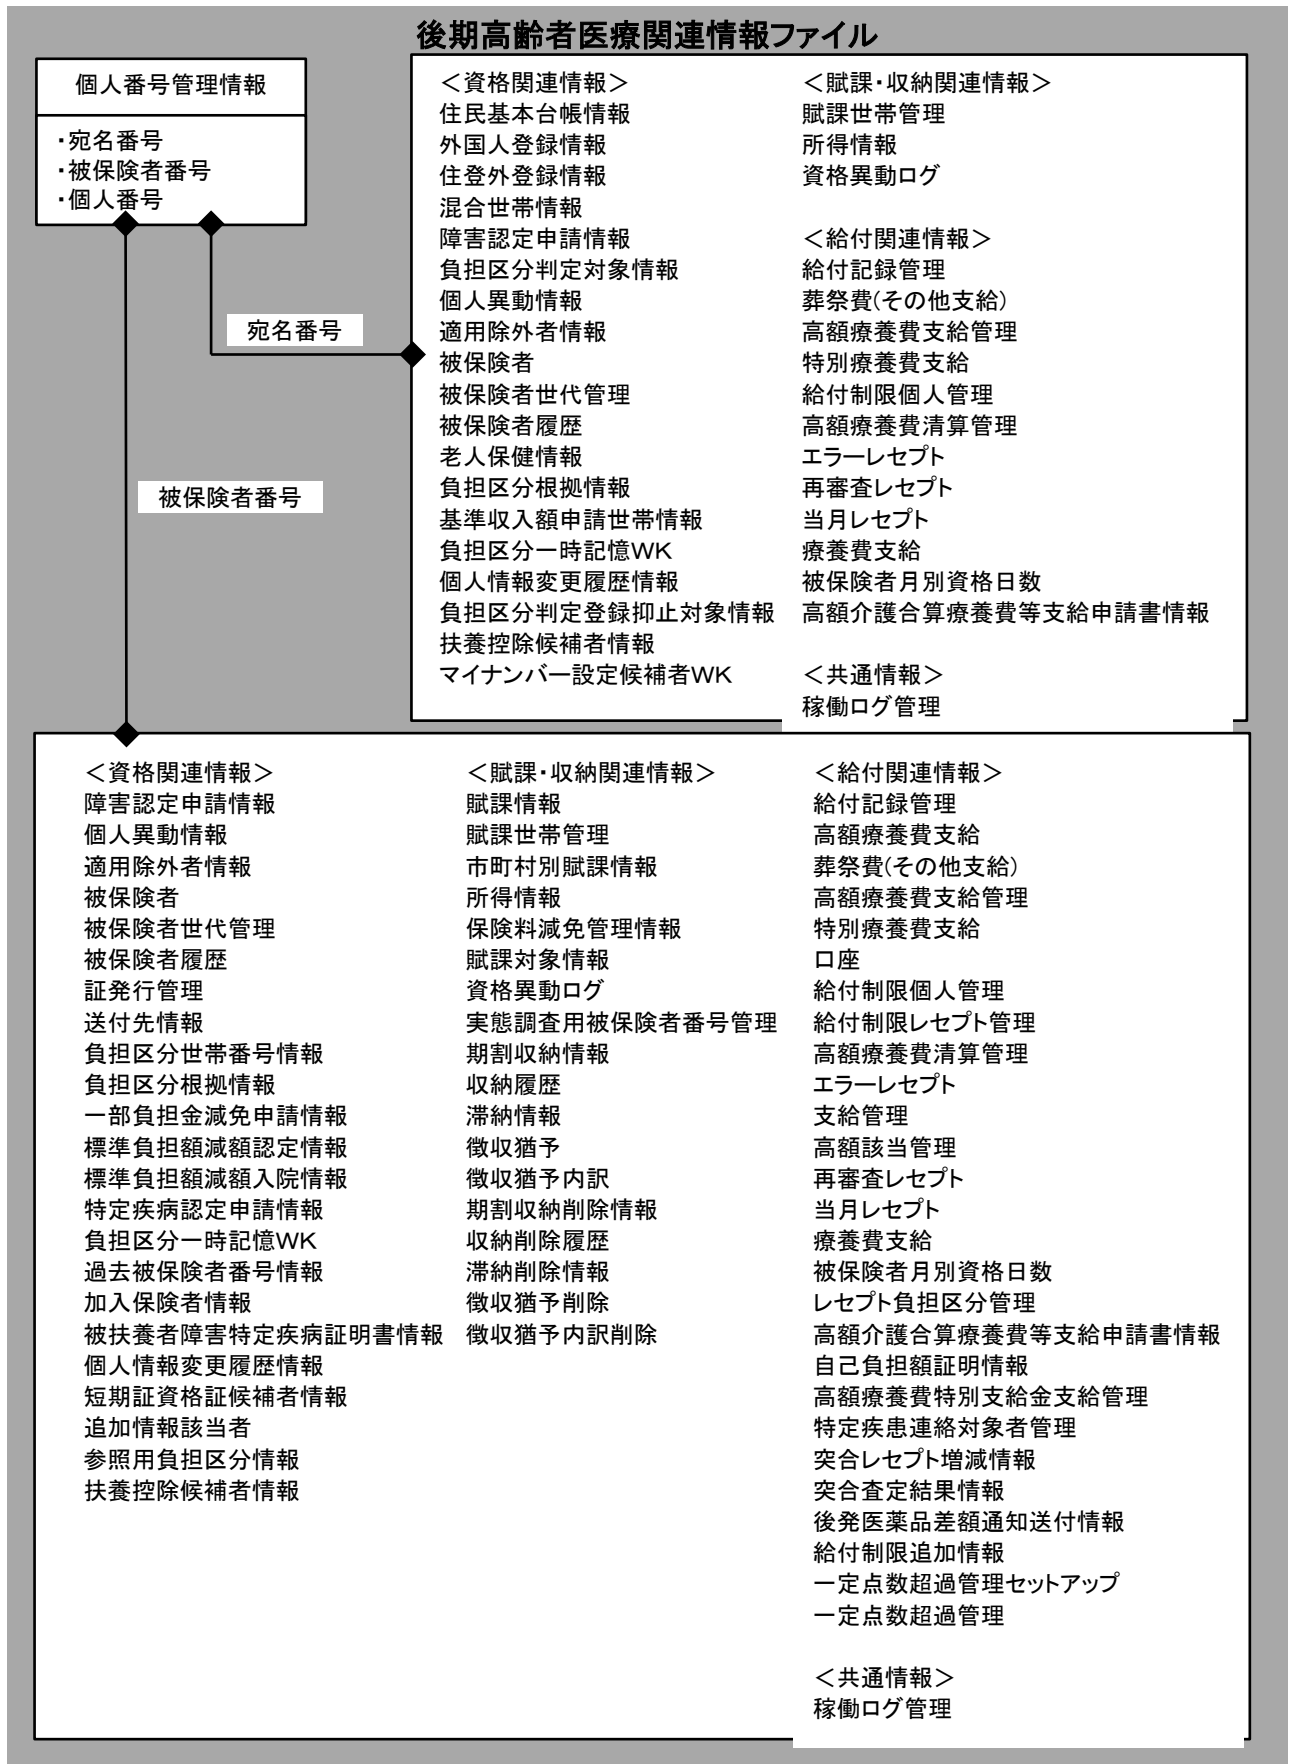 後期高齢者医療関連情報ファイル
個人番号管理情報
・宛名番号
・被保険者番号
・個人番号
宛名番号
被保険者番号
＜資格関連情報＞
住民基本台帳情報
外国人登録情報
住登外登録情報
混合世帯情報
障害認定申請情報
負担区分判定対象情報
個人異動情報
適用除外者情報
被保険者
被保険者世代管理
被保険者履歴
老人保健情報
負担区分根拠情報
基準収入額申請世帯情報
負担区分一時記憶WK
個人情報変更履歴情報
負担区分判定登録抑止対象情報
扶養控除候補者情報
マイナンバー設定候補者WK
＜賦課・収納関連情報＞
賦課世帯管理
所得情報
資格異動ログ
＜給付関連情報＞
給付記録管理
葬祭費(その他支給)
高額療養費支給管理
特別療養費支給
給付制限個人管理
高額療養費清算管理
エラーレセプト
再審査レセプト
当月レセプト
療養費支給
被保険者月別資格日数
高額介護合算療養費等支給申請書情報
＜共通情報＞
稼働ログ管理
＜資格関連情報＞
障害認定申請情報
個人異動情報
適用除外者情報
被保険者
被保険者世代管理
被保険者履歴
証発行管理
送付先情報
負担区分世帯番号情報
負担区分根拠情報
一部負担金減免申請情報
標準負担額減額認定情報
標準負担額減額入院情報
特定疾病認定申請情報
負担区分一時記憶WK
過去被保険者番号情報
加入保険者情報
被扶養者障害特定疾病証明書情報
個人情報変更履歴情報
短期証資格証候補者情報
追加情報該当者
参照用負担区分情報
扶養控除候補者情報
＜賦課・収納関連情報＞
賦課情報
賦課世帯管理
市町村別賦課情報
所得情報
保険料減免管理情報
賦課対象情報
資格異動ログ
実態調査用被保険者番号管理
期割収納情報
収納履歴
滞納情報
徴収猶予
徴収猶予内訳
期割収納削除情報
収納削除履歴
滞納削除情報
徴収猶予削除
徴収猶予内訳削除
＜給付関連情報＞
給付記録管理
高額療養費支給
葬祭費(その他支給)
高額療養費支給管理
特別療養費支給
口座
給付制限個人管理
給付制限レセプト管理
高額療養費清算管理
エラーレセプト
支給管理
高額該当管理
再審査レセプト
当月レセプト
療養費支給
被保険者月別資格日数
レセプト負担区分管理
高額介護合算療養費等支給申請書情報
自己負担額証明情報
高額療養費特別支給金支給管理
特定疾患連絡対象者管理
突合レセプト増減情報
突合査定結果情報
後発医薬品差額通知送付情報
給付制限追加情報
一定点数超過管理セットアップ
一定点数超過管理
＜共通情報＞
稼働ログ管理